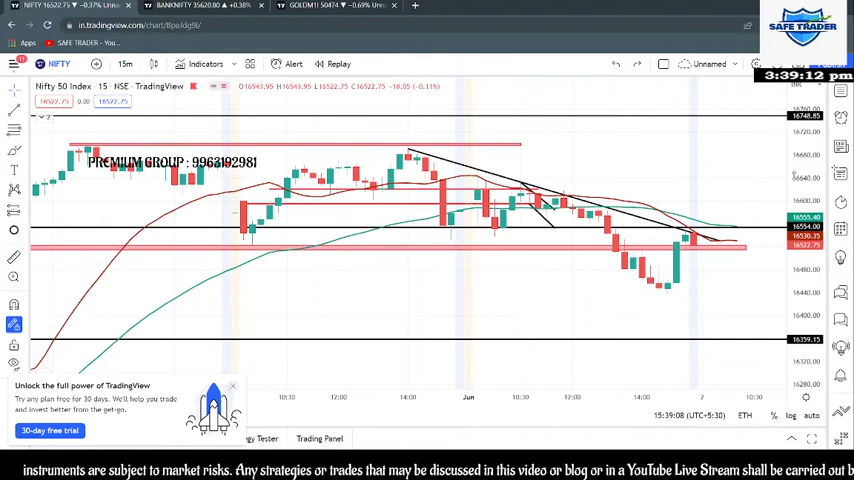 NIFTY 16522.75 ▼ −0.37% Unna
BANKNIFTY 35620.80 ▲ +0.38%
GOLDM1! 50474 ▼ −0.69% Unna
in.tradingview.com/chart/BpeJdq9I/
Apps
SAFE TRADER - You...
SAFE TRADER
3:39:12 pm
11
NIFTY
15m
Indicators
Alert
Replay
Unnamed
Nifty 50 Index · 15 · NSE · TradingView
O16543.95 H16543.95 L16522.75 −18.05 (−0.11%)
16522.75
0.00
16522.75
2
PREMIUM GROUP : 9963192981
16760.00
16748.85
16720.00
16680.00
16640.00
16600.00
16555.40
16554.00
16530.35
16522.75
16480.00
16440.00
16400.00
16359.15
16320.00
16280.00
10:30
12:00
14:00
Jun
10:30
12:00
14:00
7
10:30
Unlock the full power of TradingView
Try any plan free for 30 days. We'll help you trade
and invest better from the get-go.
30-day free trial
15:39:08 (UTC+5:30)
ETH
%
log
auto
gy Tester
Trading Panel
instruments are subject to market risks. Any strategies or trades that may be discussed in this video or blog or in a YouTube Live Stream shall be carried out b